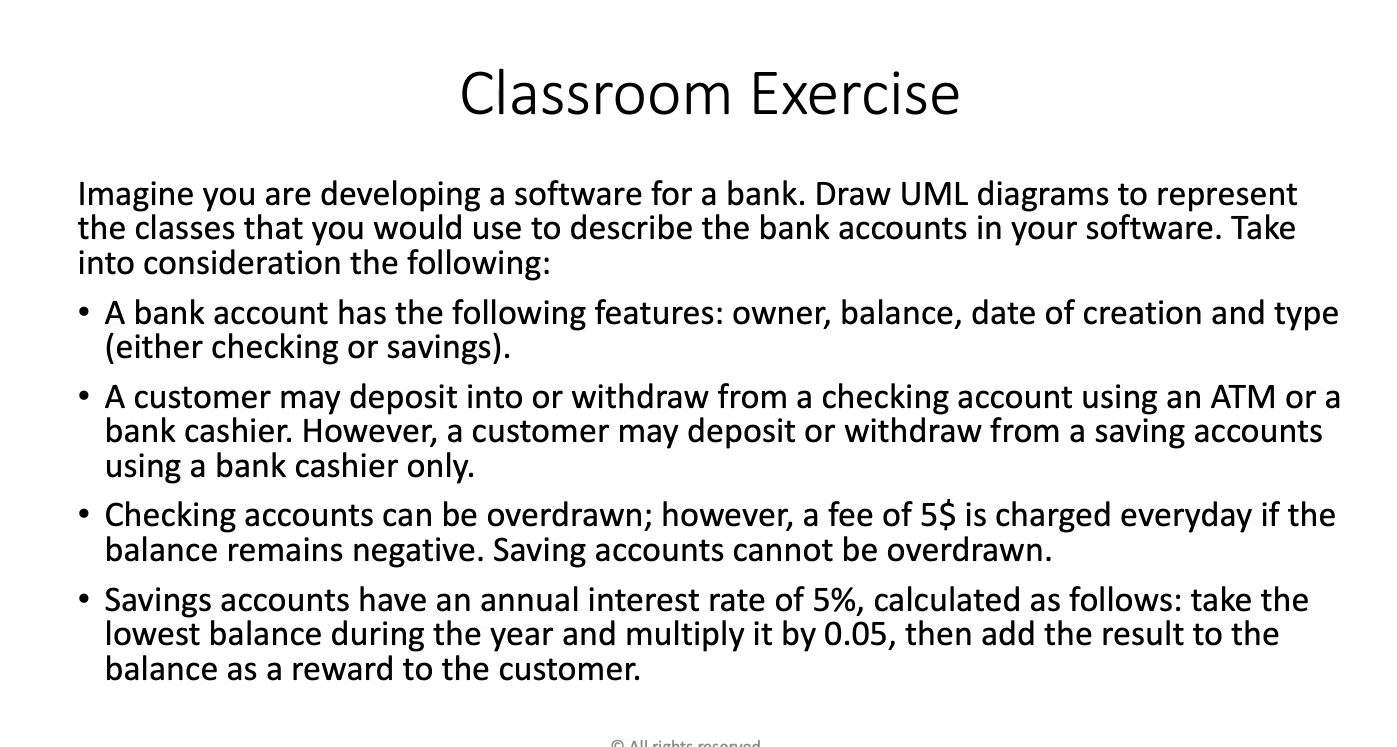 Classroom Exercise
Imagine you are developing a software for a bank. Draw UML diagrams to represent
the classes that you would use to describe the bank accounts in your software. Take
into consideration the following:
• A bank account has the following features: owner, balance, date of creation and type
(either checking or savings).
• A customer may deposit into or withdraw from a checking account using an ATM or a
bank cashier. However, a customer may deposit or withdraw from a saving accounts
using a bank cashier only.
• Checking accounts can be overdrawn; however, a fee of 5$ is charged everyday if the
balance remains negative. Saving accounts cannot be overdrawn.
• Savings accounts have an annual interest rate of 5%, calculated as follows: take the
lowest balance during the year and multiply it by 0.05, then add the result to the
balance as a reward to the customer.
© All rights reserved